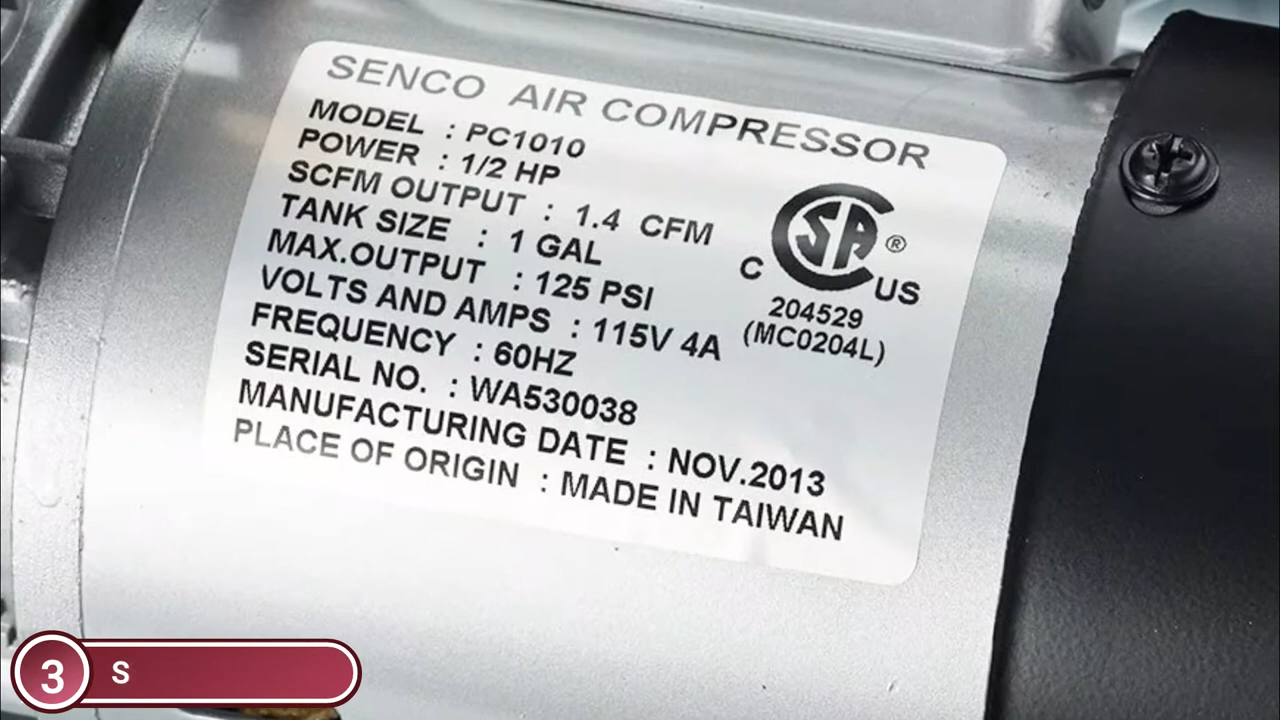 SENCO AIR COMPRESSOR
MODEL : PC1010
POWER : 1/2 HP
SCFM OUTPUT : 1.4 CFM
TANK SIZE : 1 GAL
MAX.OUTPUT : 125 PSI
VOLTS AND AMPS : 115V 4A
FREQUENCY : 60HZ
SERIAL NO. : WA530038
MANUFACTURING DATE : NOV.2013
PLACE OF ORIGIN : MADE IN TAIWAN
C SA ® US
204529
(MC0204L)
3 S